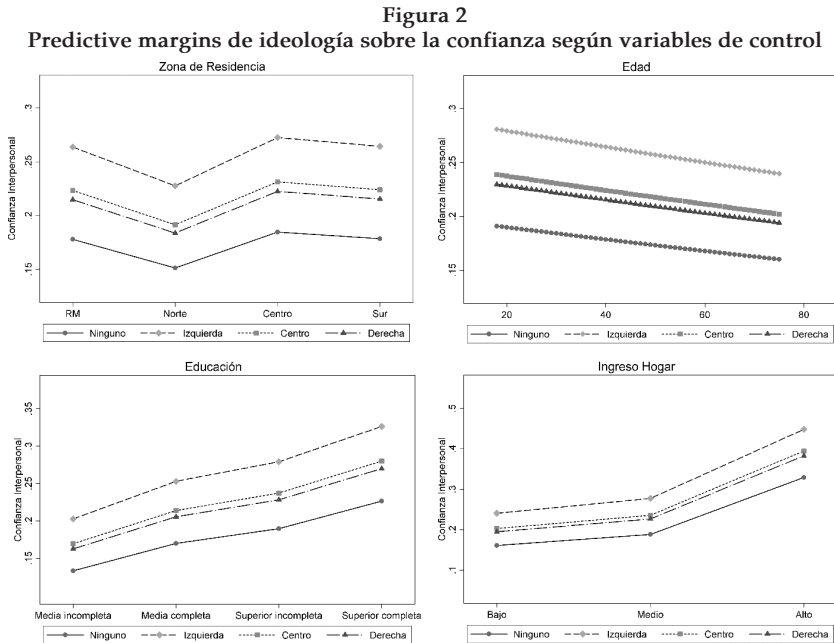 Figura 2
Predictive margins de ideología sobre la confianza según variables de control
Zona de Residencia
Confianza Interpersonal
.3
.25
.2
.15
RM Norte Centro Sur
Ninguno Izquierda Centro Derecha
Edad
Confianza Interpersonal
.3
.25
.2
.15
20 40 60 80
Ninguno Izquierda Centro Derecha
Educación
Confianza Interpersonal
.35
.3
.25
.2
.15
Media incompleta Media completa Superior incompleta Superior completa
Ninguno Izquierda Centro Derecha
Ingreso Hogar
Confianza Interpersonal
.5
.4
.3
.2
.1
Bajo Medio Alto
Ninguno Izquierda Centro Derecha